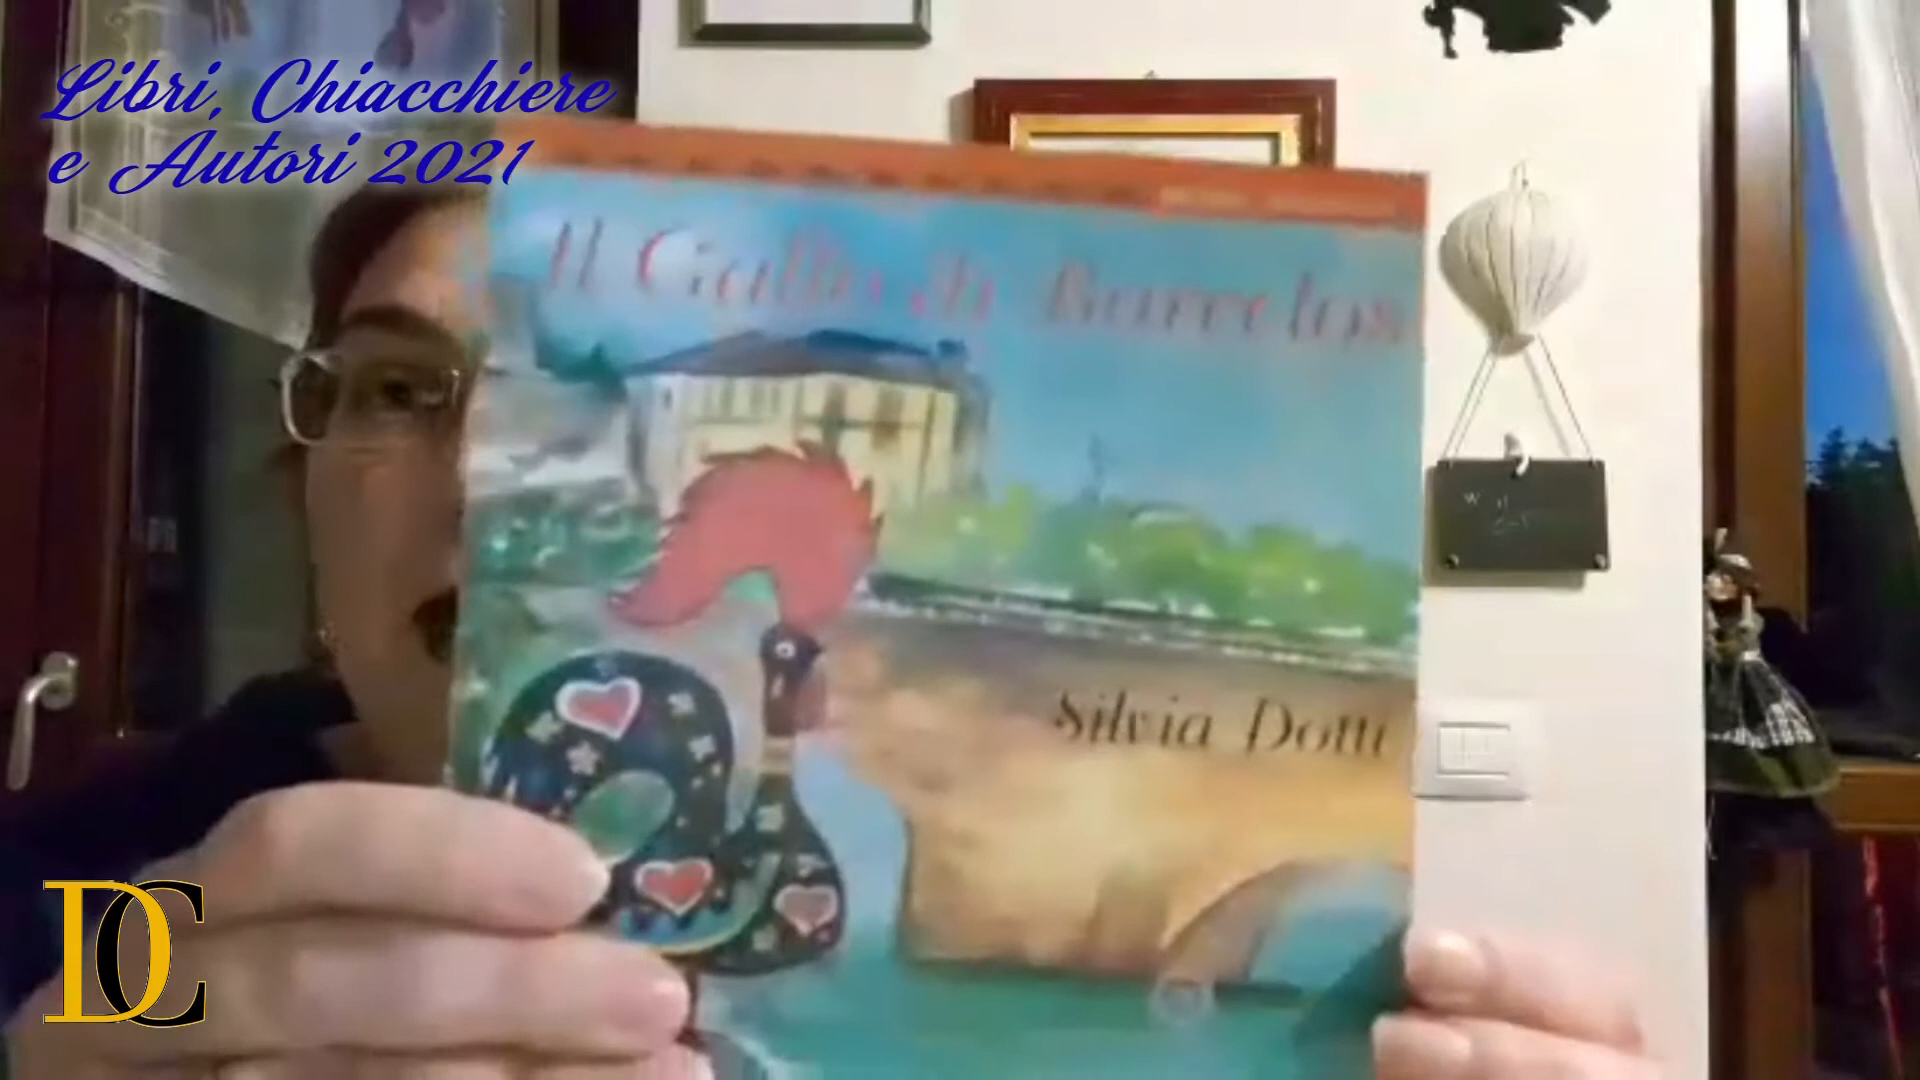 Libri, Chiacchiere
e Autori 2021
Il Gallo di Barcelos
Silvia Dotti
DC